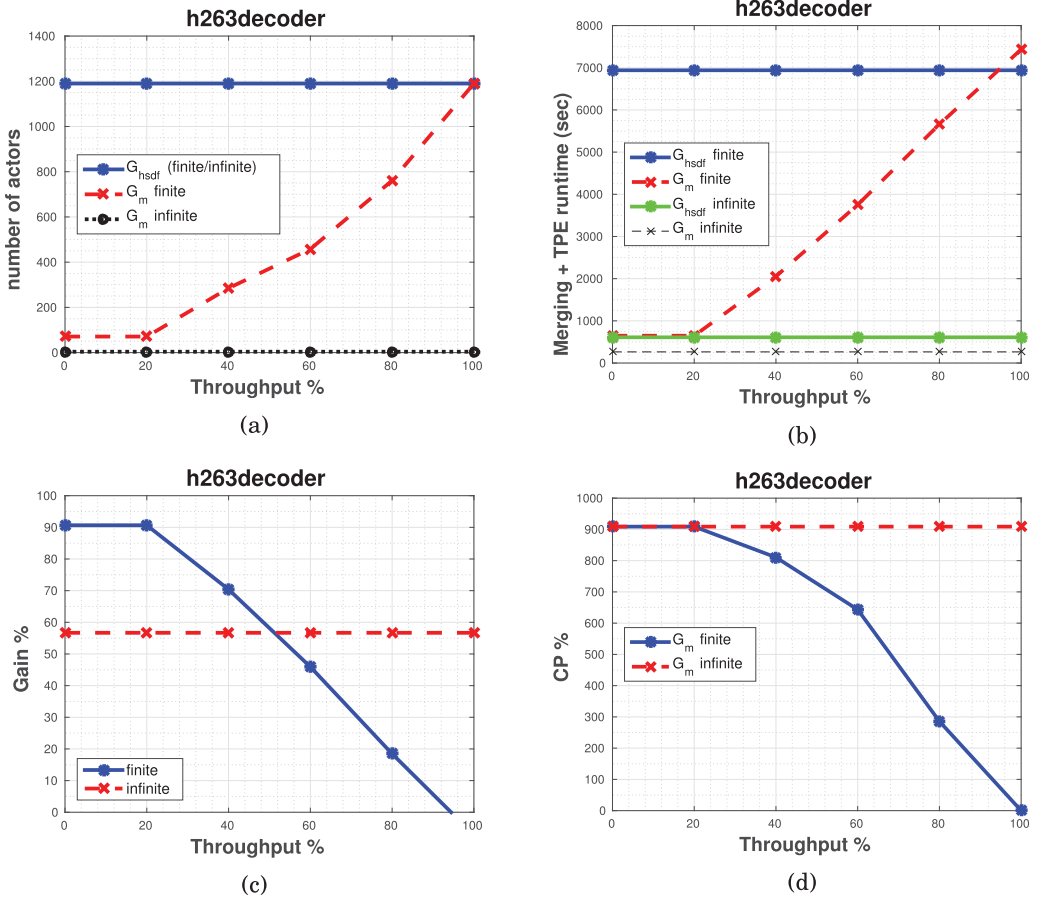 h263decoder
1400
1200
1000
800
600
400
200
0
number of actors
G_hsdf (finite/infinite)
G_m finite
G_m infinite
0 20 40 60 80 100
Throughput %
(a)
h263decoder
8000
7000
6000
5000
4000
3000
2000
1000
0
Merging + TPE runtime (sec)
G_hsdf finite
G_m finite
G_hsdf infinite
G_m infinite
0 20 40 60 80 100
Throughput %
(b)
h263decoder
100
90
80
70
60
50
40
30
20
10
0
Gain %
finite
infinite
0 20 40 60 80 100
Throughput %
(c)
h263decoder
1000
900
800
700
600
500
400
300
200
100
0
CP %
G_m finite
G_m infinite
0 20 40 60 80 100
Throughput %
(d)